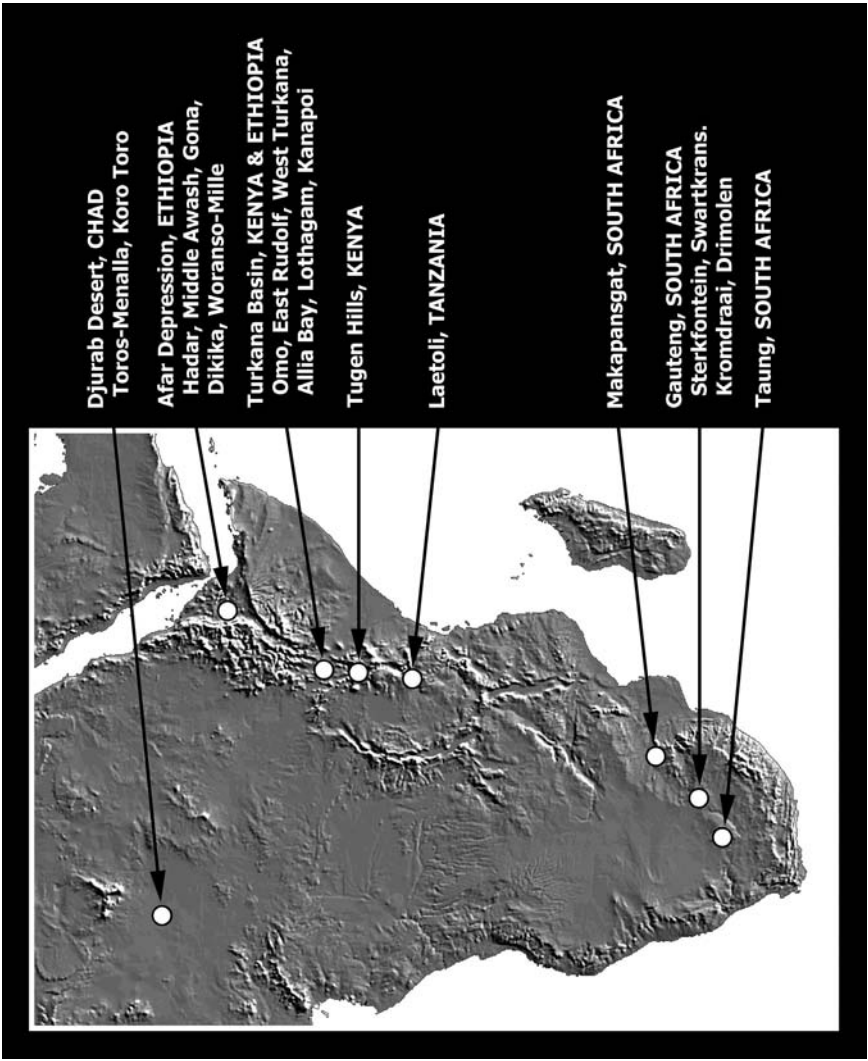 Djurab Desert, CHAD
Toros-Menalla, Koro Toro
Afar Depression, ETHIOPIA
Hadar, Middle Awash, Gona,
Dikika, Woranso-Mille
Turkana Basin, KENYA & ETHIOPIA
Omo, East Rudolf, West Turkana,
Allia Bay, Lothagam, Kanapoi
Tugen Hills, KENYA
Laetoli, TANZANIA
Makapansgat, SOUTH AFRICA
Gauteng, SOUTH AFRICA
Sterkfontein, Swartkrans.
Kromdraai, Drimolen
Taung, SOUTH AFRICA